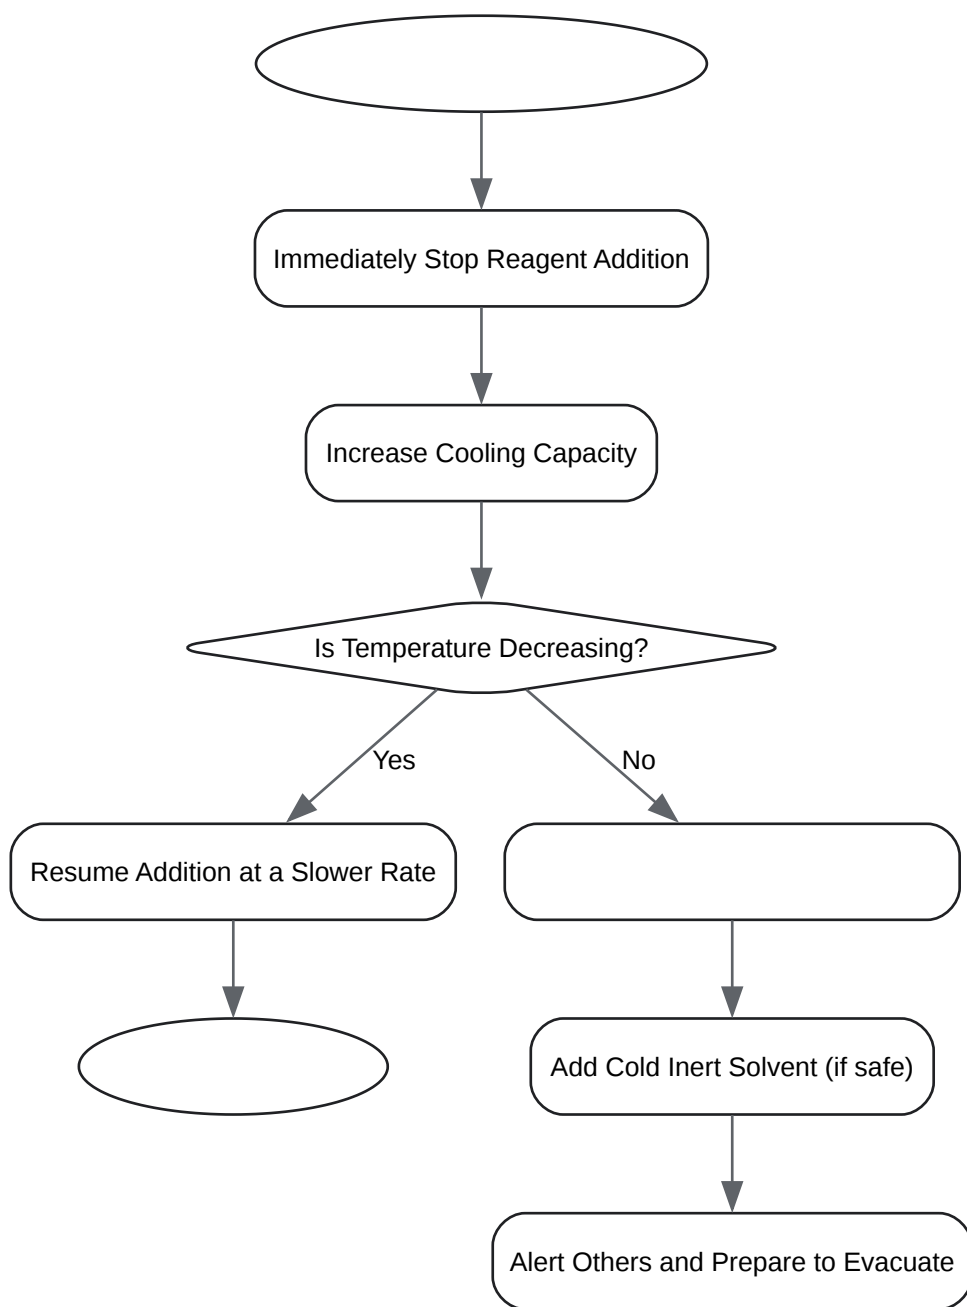 Immediately Stop Reagent Addition
Increase Cooling Capacity
Is Temperature Decreasing?
Yes
No
Resume Addition at a Slower Rate
Add Cold Inert Solvent (if safe)
Alert Others and Prepare to Evacuate